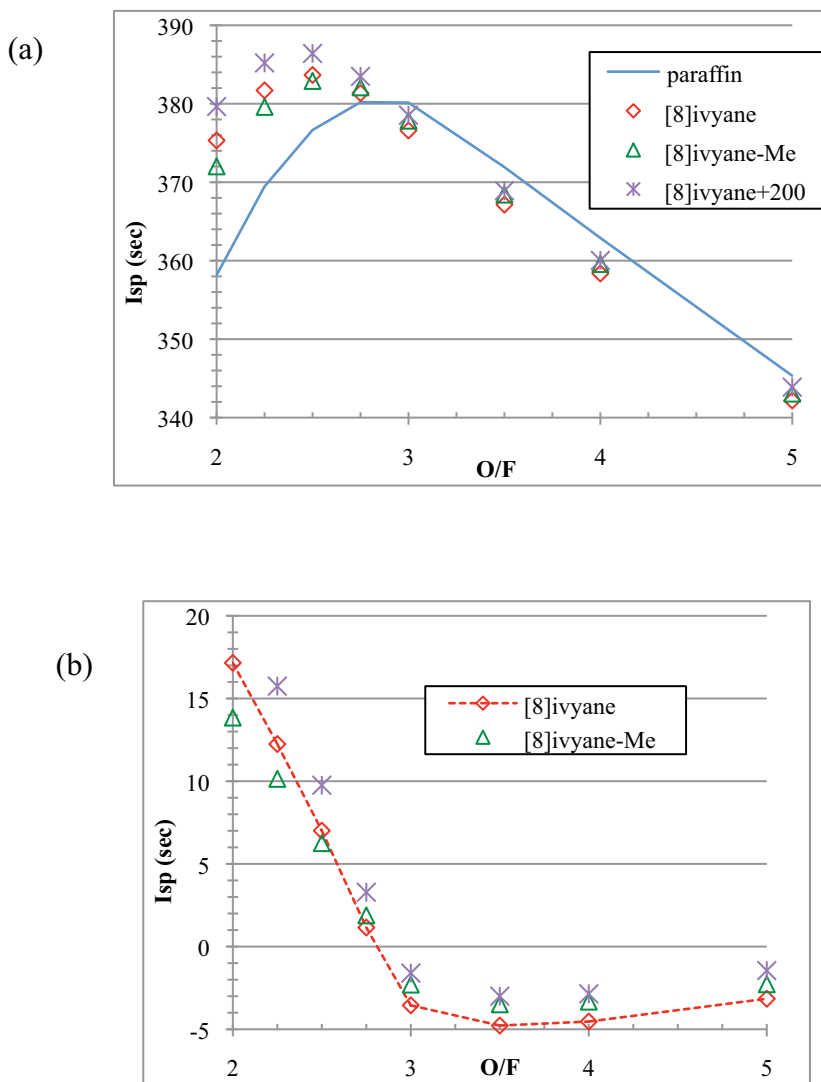 (a)
390
380
370
360
350
340
Isp (sec)
paraffin
[8]ivyane
[8]ivyane-Me
[8]ivyane+200
2
3
4
5
O/F
(b)
20
15
10
5
0
-5
Isp (sec)
[8]ivyane
[8]ivyane-Me
2
3
4
5
O/F